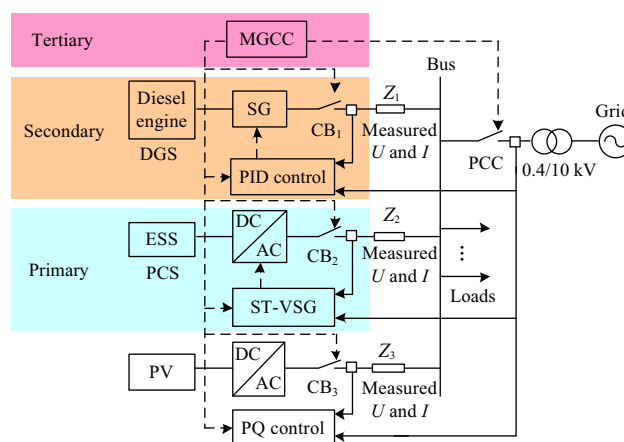 Tertiary
MGCC
Bus
Secondary
Diesel
engine
DGS
SG
CB1
Z1
Measured
U and I
PID control
PCC
Grid
0.4/10 kV
Primary
ESS
PCS
DC
AC
CB2
Z2
Measured
U and I
ST-VSG
Loads
PV
DC
AC
CB3
Z3
Measured
U and I
PQ control